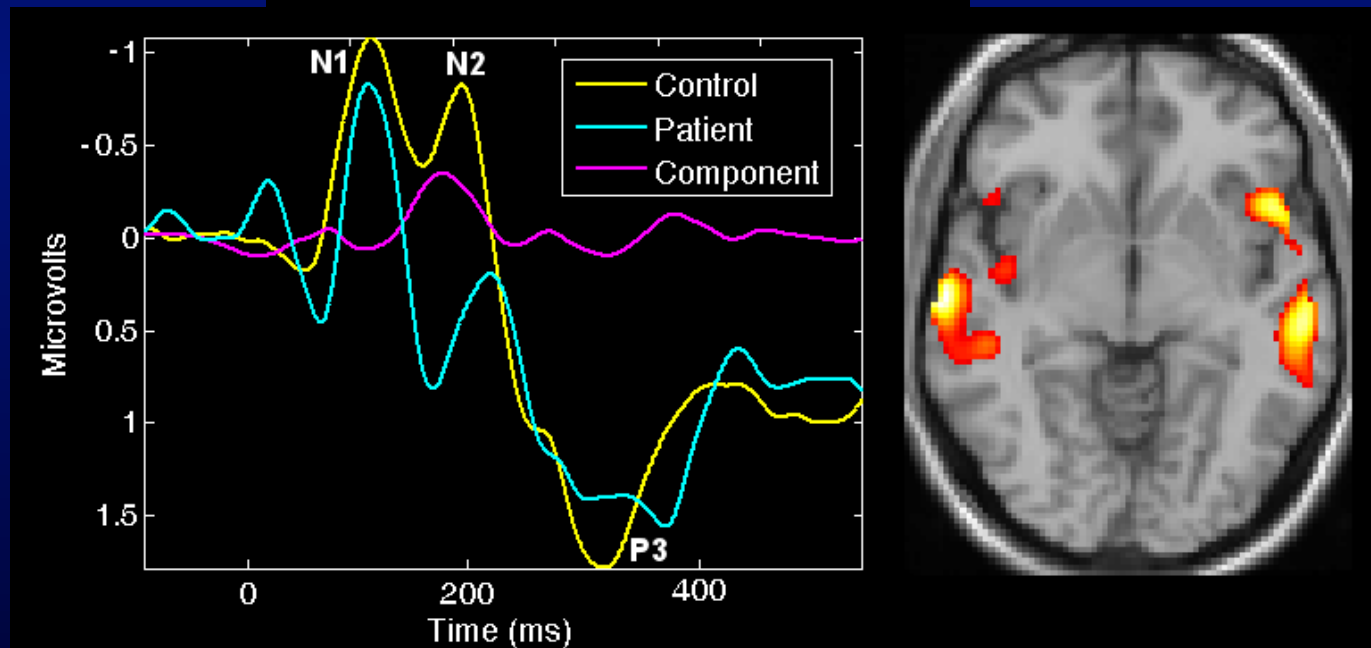 -1
-0.5
0
0.5
1
1.5
Microvolts
N1
N2
P3
Control
Patient
Component
0 200 400
Time (ms)